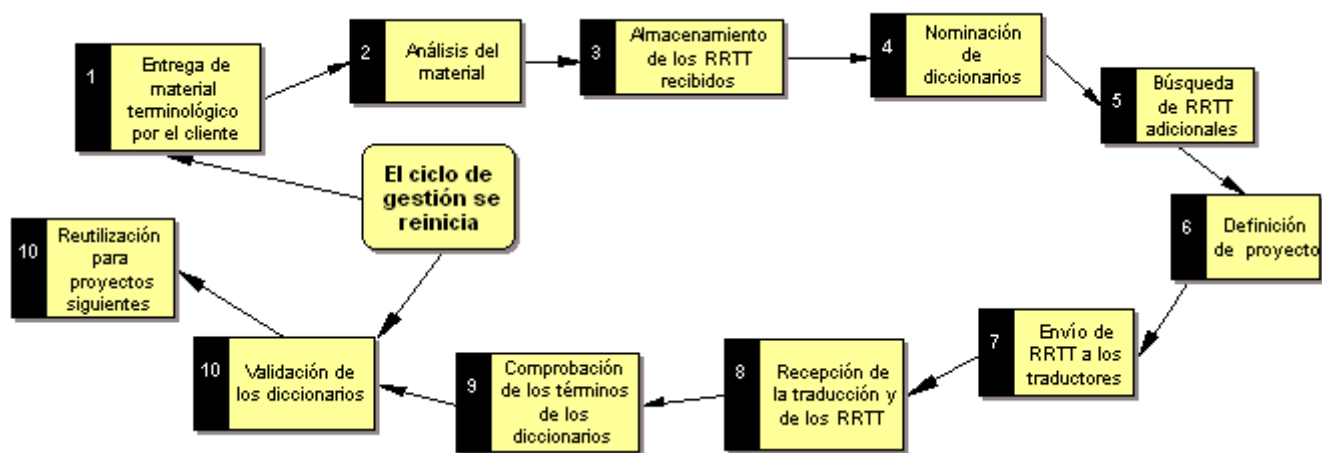 1
Entrega de
material
terminológico
por el cliente
2
Análisis del
material
3
Almacenamiento
de los RRTT
recibidos
4
Nominación
de
diccionarios
5
Búsqueda
de RRTT
adicionales
6
Definición
de proyecto
7
Envío de
RRTT a los
traductores
8
Recepción de
la traducción y
de los RRTT
9
Comprobación
de los términos
de los
diccionarios
10
Validación de
los diccionarios
10
Reutilización
para
proyectos
siguientes
El ciclo de
gestión se
reinicia